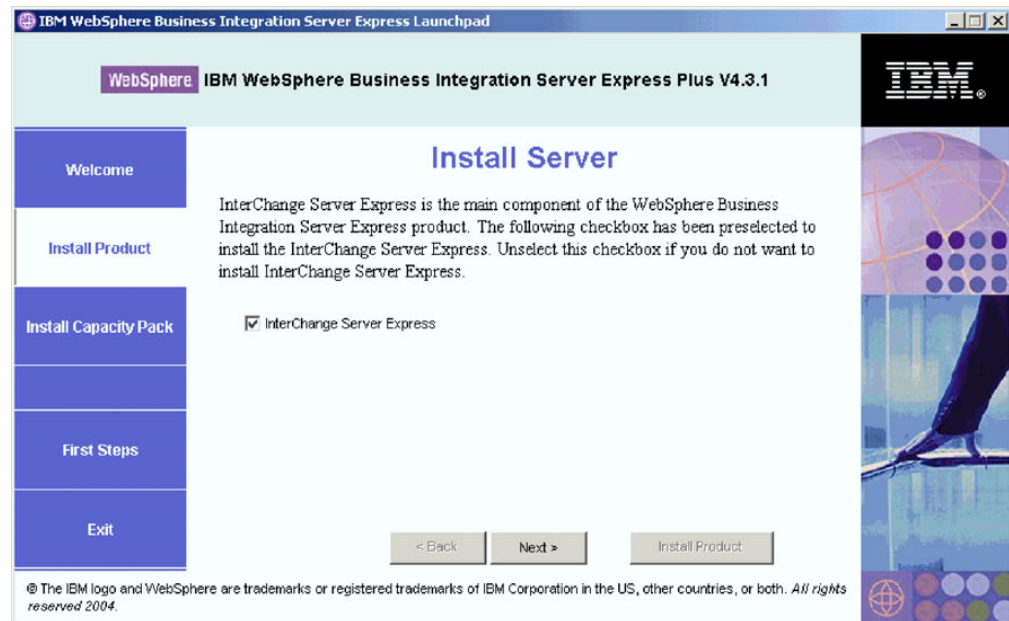 IBM WebSphere Business Integration Server Express Launchpad
WebSphere IBM WebSphere Business Integration Server Express Plus V4.3.1
IBM®
Welcome
Install Product
Install Capacity Pack
First Steps
Exit
Install Server
InterChange Server Express is the main component of the WebSphere Business
Integration Server Express product. The following checkbox has been preselected to
install the InterChange Server Express. Unselect this checkbox if you do not want to
install InterChange Server Express.
InterChange Server Express
< Back
Next >
Install Product
© The IBM logo and WebSphere are trademarks or registered trademarks of IBM Corporation in the US, other countries, or both. All rights
reserved 2004.